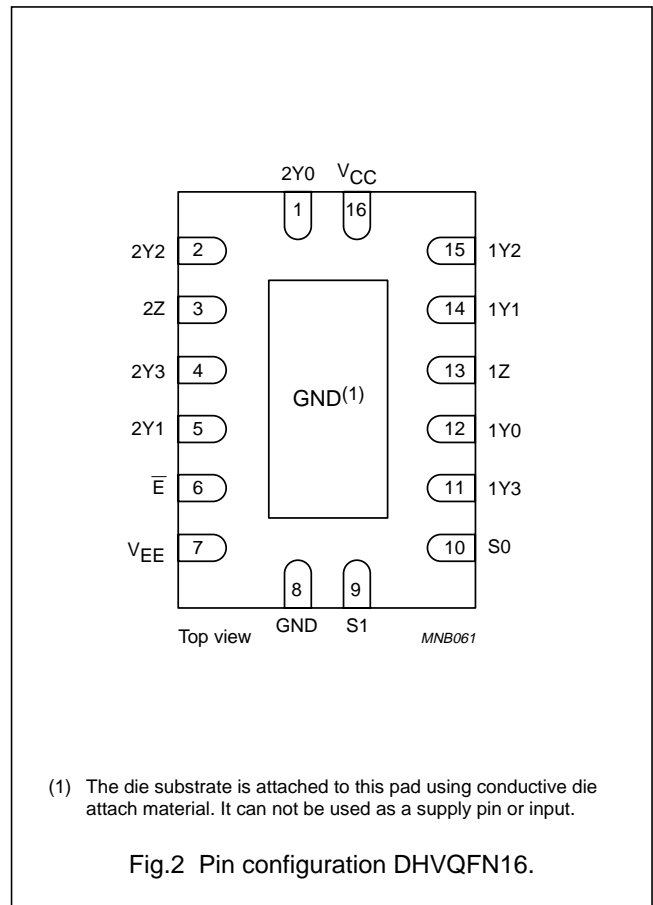 2Y0 VCC
1 16
2Y2 2 15 1Y2
2Z 3 14 1Y1
2Y3 4 13 1Z
GND(1)
2Y1 5 12 1Y0
E̅ 6 11 1Y3
VEE 7 10 S0
8 9
Top view GND S1 MNB061
(1) The die substrate is attached to this pad using conductive die
attach material. It can not be used as a supply pin or input.
Fig.2 Pin configuration DHVQFN16.